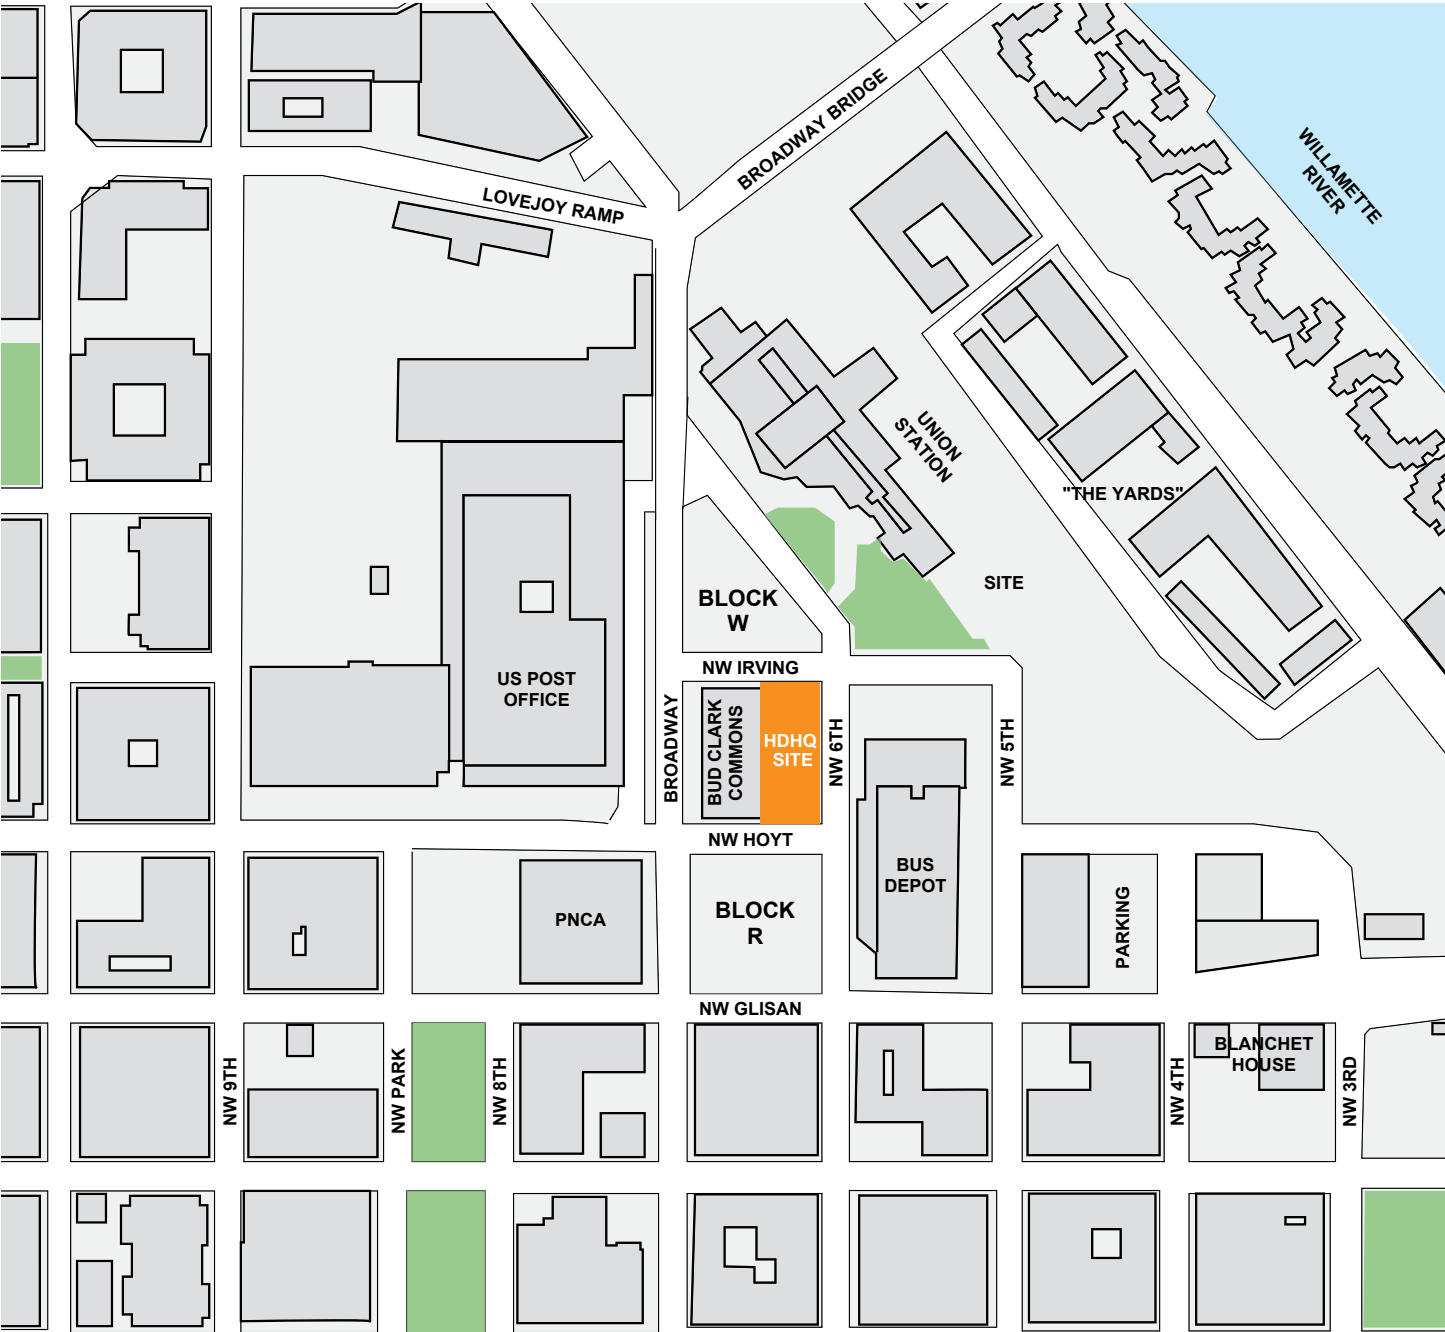 BROADWAY BRIDGE
WILLAMETTE
RIVER
LOVEJOY RAMP
UNION
STATION
"THE YARDS"
SITE
BLOCK
W
NW IRVING
US POST
OFFICE
BROADWAY
BUD CLARK
COMMONS
HDHQ
SITE
NW 6TH
NW 5TH
NW HOYT
BUS
DEPOT
PNCA
BLOCK
R
PARKING
NW GLISAN
NW 9TH
NW PARK
NW 8TH
NW 4TH
BLANCHET
HOUSE
NW 3RD